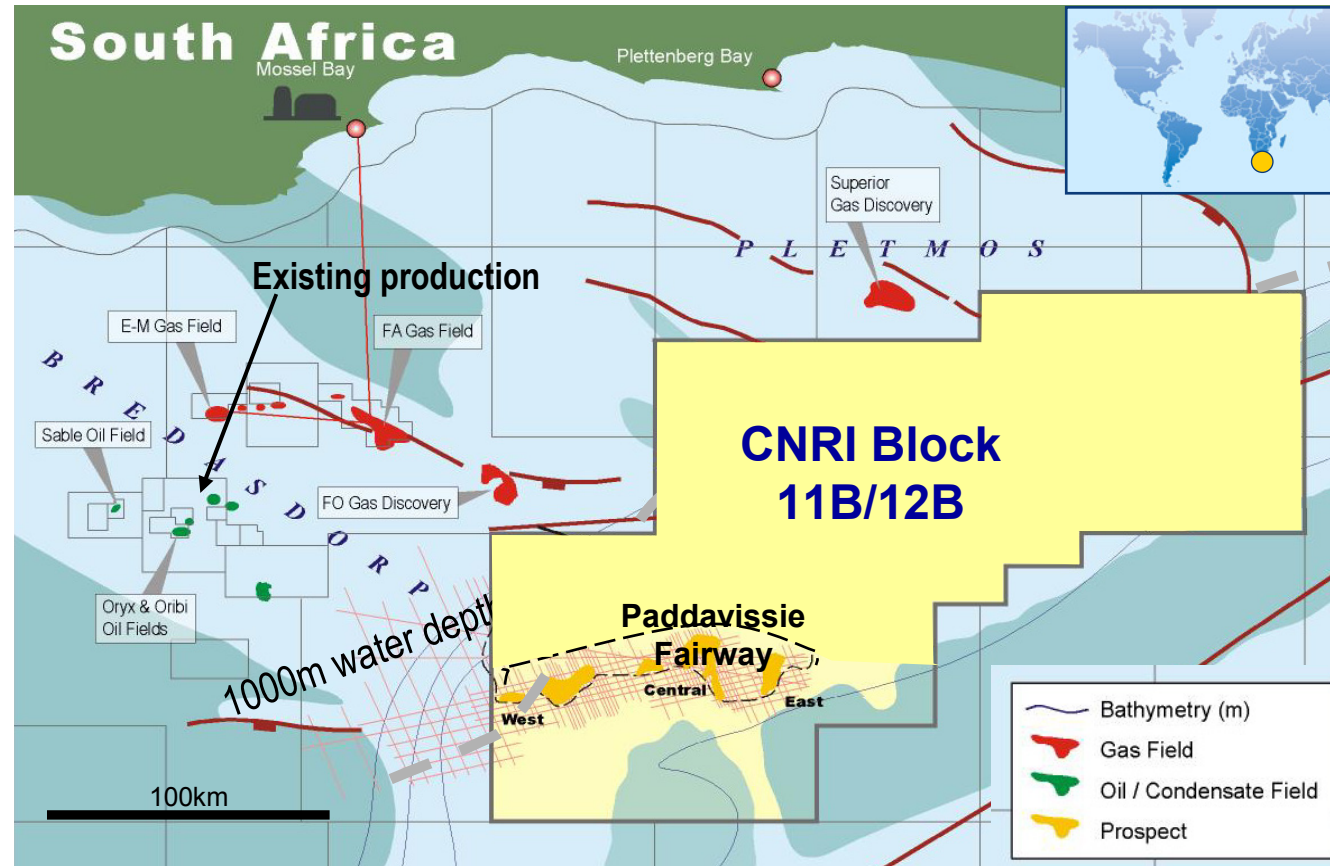 South Africa
Mossel Bay
Plettenberg Bay
Superior
Gas Discovery
PLETMOS
Existing production
E-M Gas Field
FA Gas Field
BREDASDORP
Sable Oil Field
FO Gas Discovery
CNRI Block
11B/12B
Oryx & Oribi
Oil Fields
1000m water depth
Paddavissie
Fairway
West
Central
East
100km
Bathymetry (m)
Gas Field
Oil / Condensate Field
Prospect